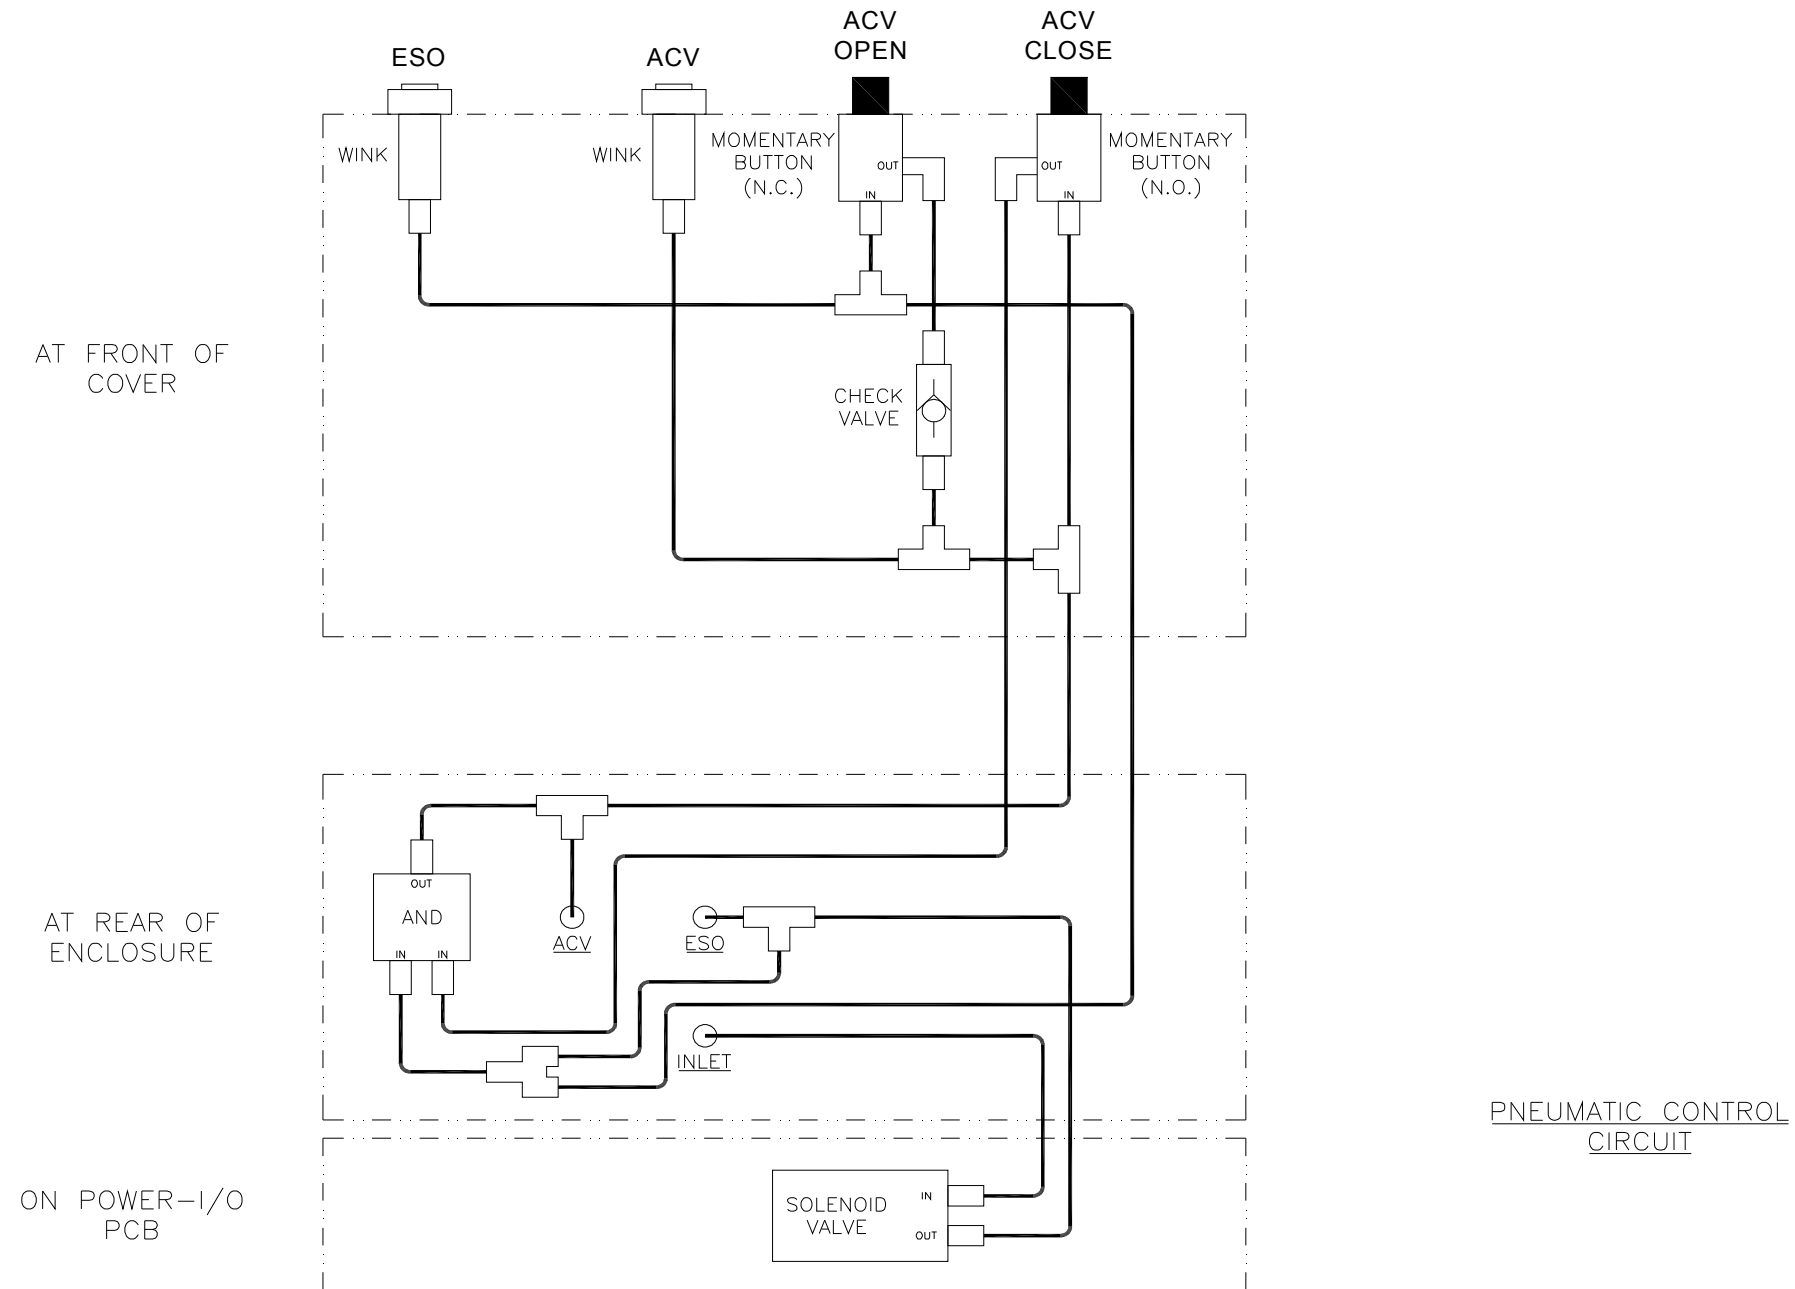 ESO
ACV
ACV
OPEN
ACV
CLOSE
WINK
WINK
MOMENTARY
BUTTON
(N.C.)
OUT
IN
OUT
IN
MOMENTARY
BUTTON
(N.O.)
AT FRONT OF
COVER
CHECK
VALVE
AT REAR OF
ENCLOSURE
OUT
AND
IN
IN
ACV
ESO
INLET
PNEUMATIC CONTROL
CIRCUIT
ON POWER-I/O
PCB
SOLENOID
VALVE
IN
OUT